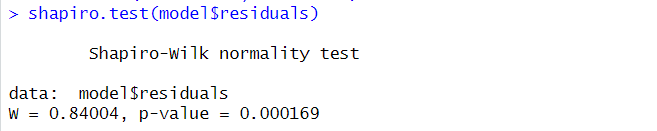 > shapiro.test(model$residuals)
Shapiro-Wilk normality test
data:  model$residuals
W = 0.84004, p-value = 0.000169